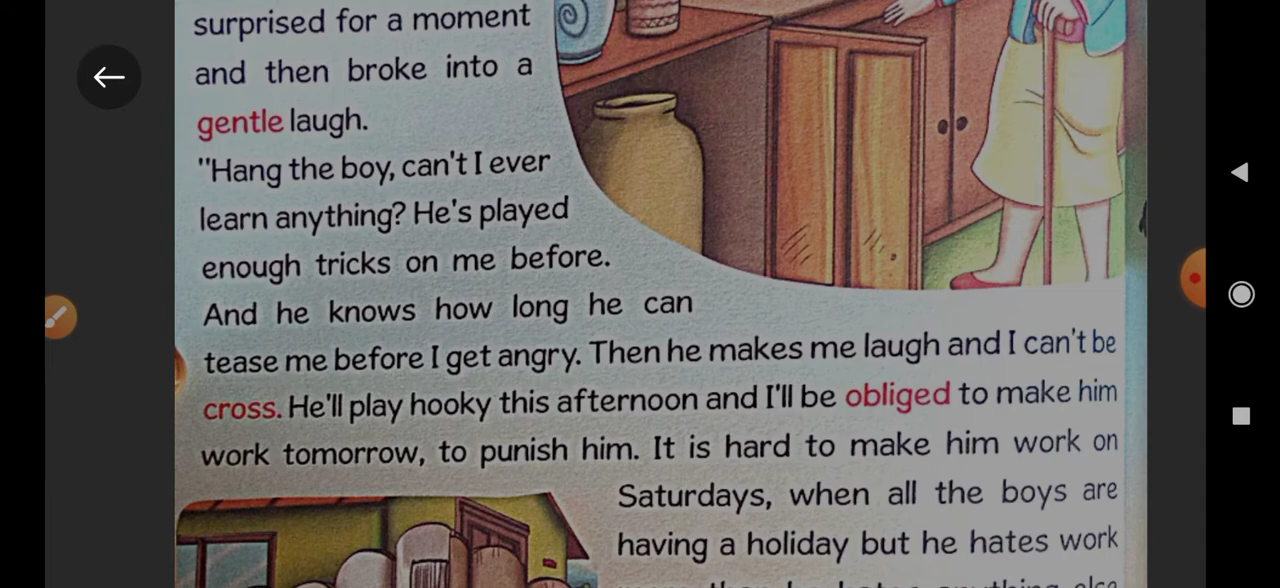 surprised for a moment
and then broke into a
gentle laugh.
"Hang the boy, can't I ever
learn anything? He's played
enough tricks on me before.
And he knows how long he can
tease me before I get angry. Then he makes me laugh and I can't be
cross. He'll play hooky this afternoon and I'll be obliged to make him
work tomorrow, to punish him. It is hard to make him work on
Saturdays, when all the boys are
having a holiday but he hates work